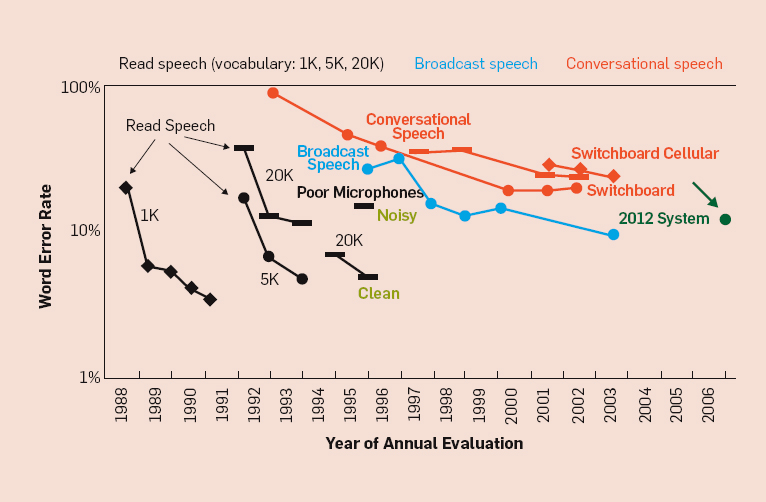 Read speech (vocabulary: 1K, 5K, 20K) Broadcast speech Conversational speech
100%
Conversational
Speech
Read Speech
Broadcast
Speech
Switchboard Cellular
20K
Poor Microphones
Switchboard
1K
Noisy
2012 System
10%
20K
5K
Clean
1%
Word Error Rate
1988 1989 1990 1991 1992 1993 1994 1995 1996 1997 1998 1999 2000 2001 2002 2003 2004 2005 2006
Year of Annual Evaluation